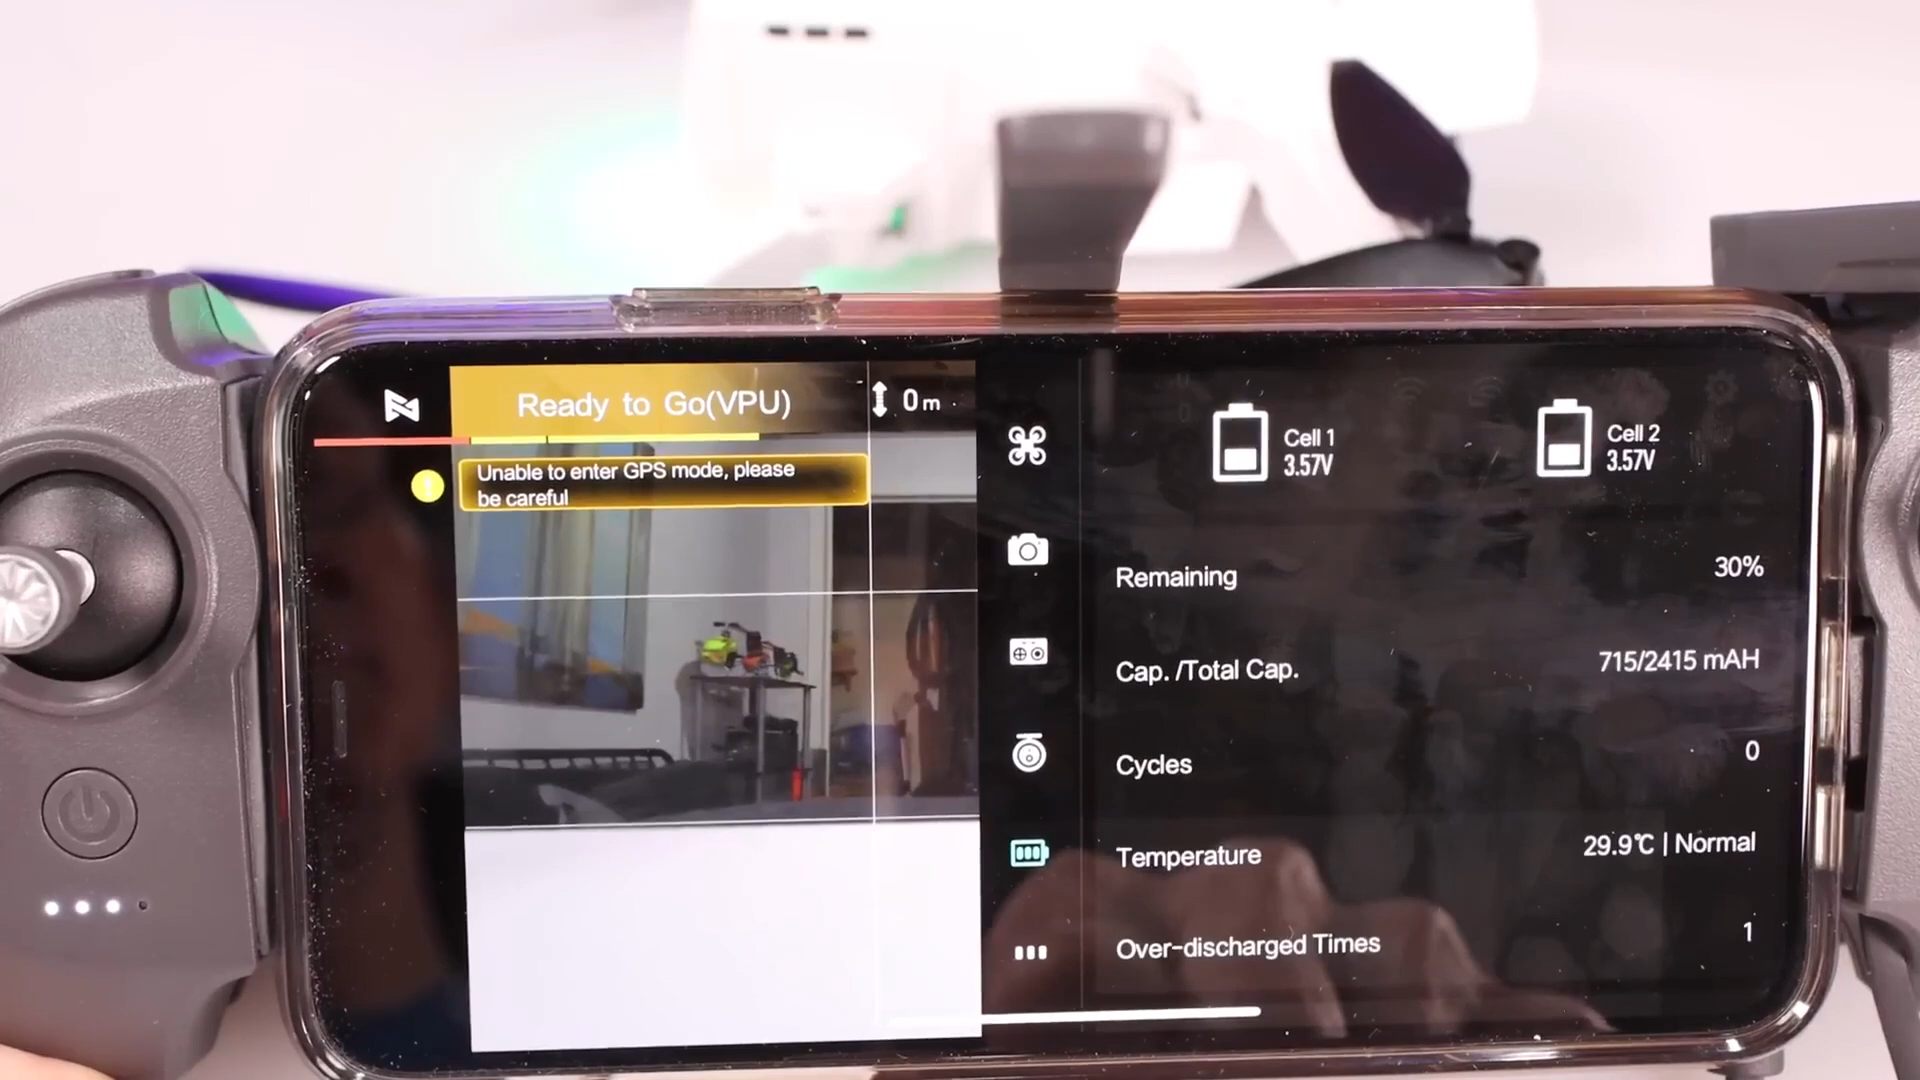 Ready to Go(VPU)
0m
Unable to enter GPS mode, please
be careful
Cell 1
3.57V
Cell 2
3.57V
Remaining
30%
Cap. /Total Cap.
715/2415 mAH
Cycles
0
Temperature
29.9℃ | Normal
Over-discharged Times
1